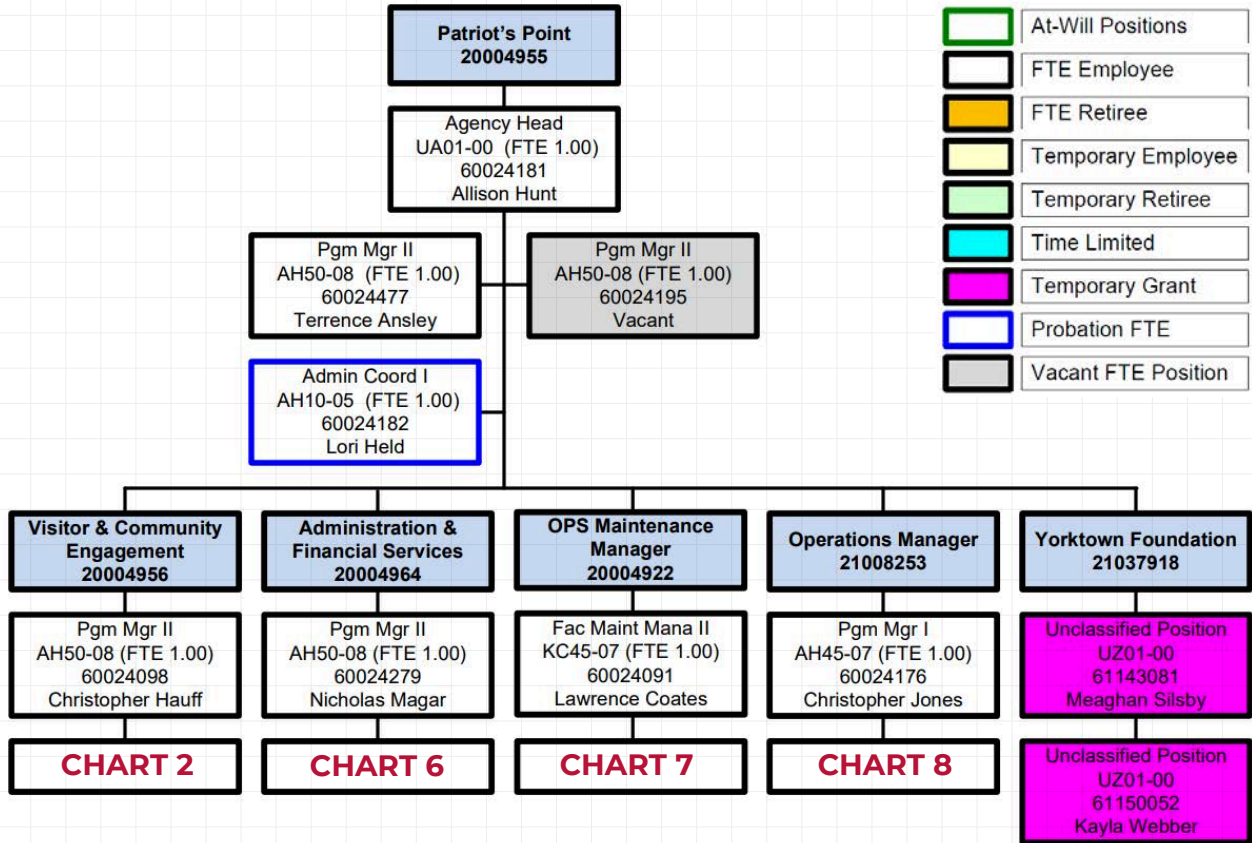 Patriot's Point
20004955
Agency Head
UA01-00 (FTE 1.00)
60024181
Allison Hunt
Pgm Mgr II
AH50-08 (FTE 1.00)
60024477
Terrence Ansley
Pgm Mgr II
AH50-08 (FTE 1.00)
60024195
Vacant
Admin Coord I
AH10-05 (FTE 1.00)
60024182
Lori Held
Visitor & Community
Engagement
20004956
Pgm Mgr II
AH50-08 (FTE 1.00)
60024098
Christopher Hauff
CHART 2
Administration &
Financial Services
20004964
Pgm Mgr II
AH50-08 (FTE 1.00)
60024279
Nicholas Magar
CHART 6
OPS Maintenance
Manager
20004922
Fac Maint Mana II
KC45-07 (FTE 1.00)
60024091
Lawrence Coates
CHART 7
Operations Manager
21008253
Pgm Mgr I
AH45-07 (FTE 1.00)
60024176
Christopher Jones
CHART 8
Yorktown Foundation
21037918
Unclassified Position
UZ01-00
61143081
Meaghan Silsby
Unclassified Position
UZ01-00
61150052
Kayla Webber
At-Will Positions
FTE Employee
FTE Retiree
Temporary Employee
Temporary Retiree
Time Limited
Temporary Grant
Probation FTE
Vacant FTE Position